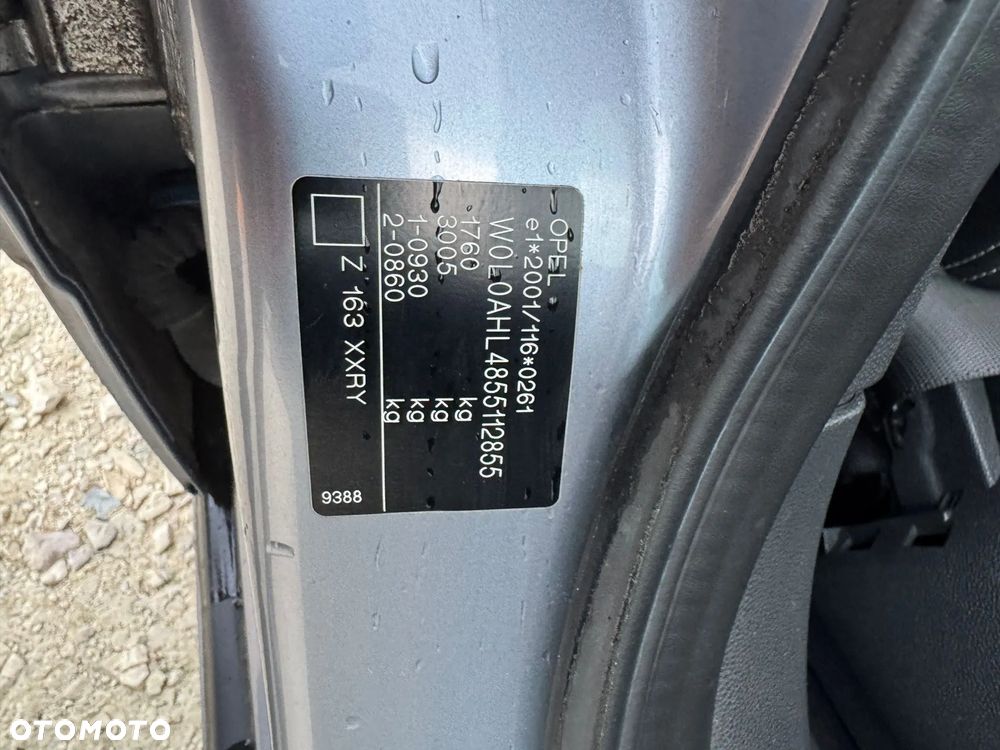 OPEL
e1*2001/116*0261
W0L0AHL4855112855
1760 kg
3005 kg
1-0930 kg
2-0860 kg
Z 163 XXRY
9388
OTOMOTO